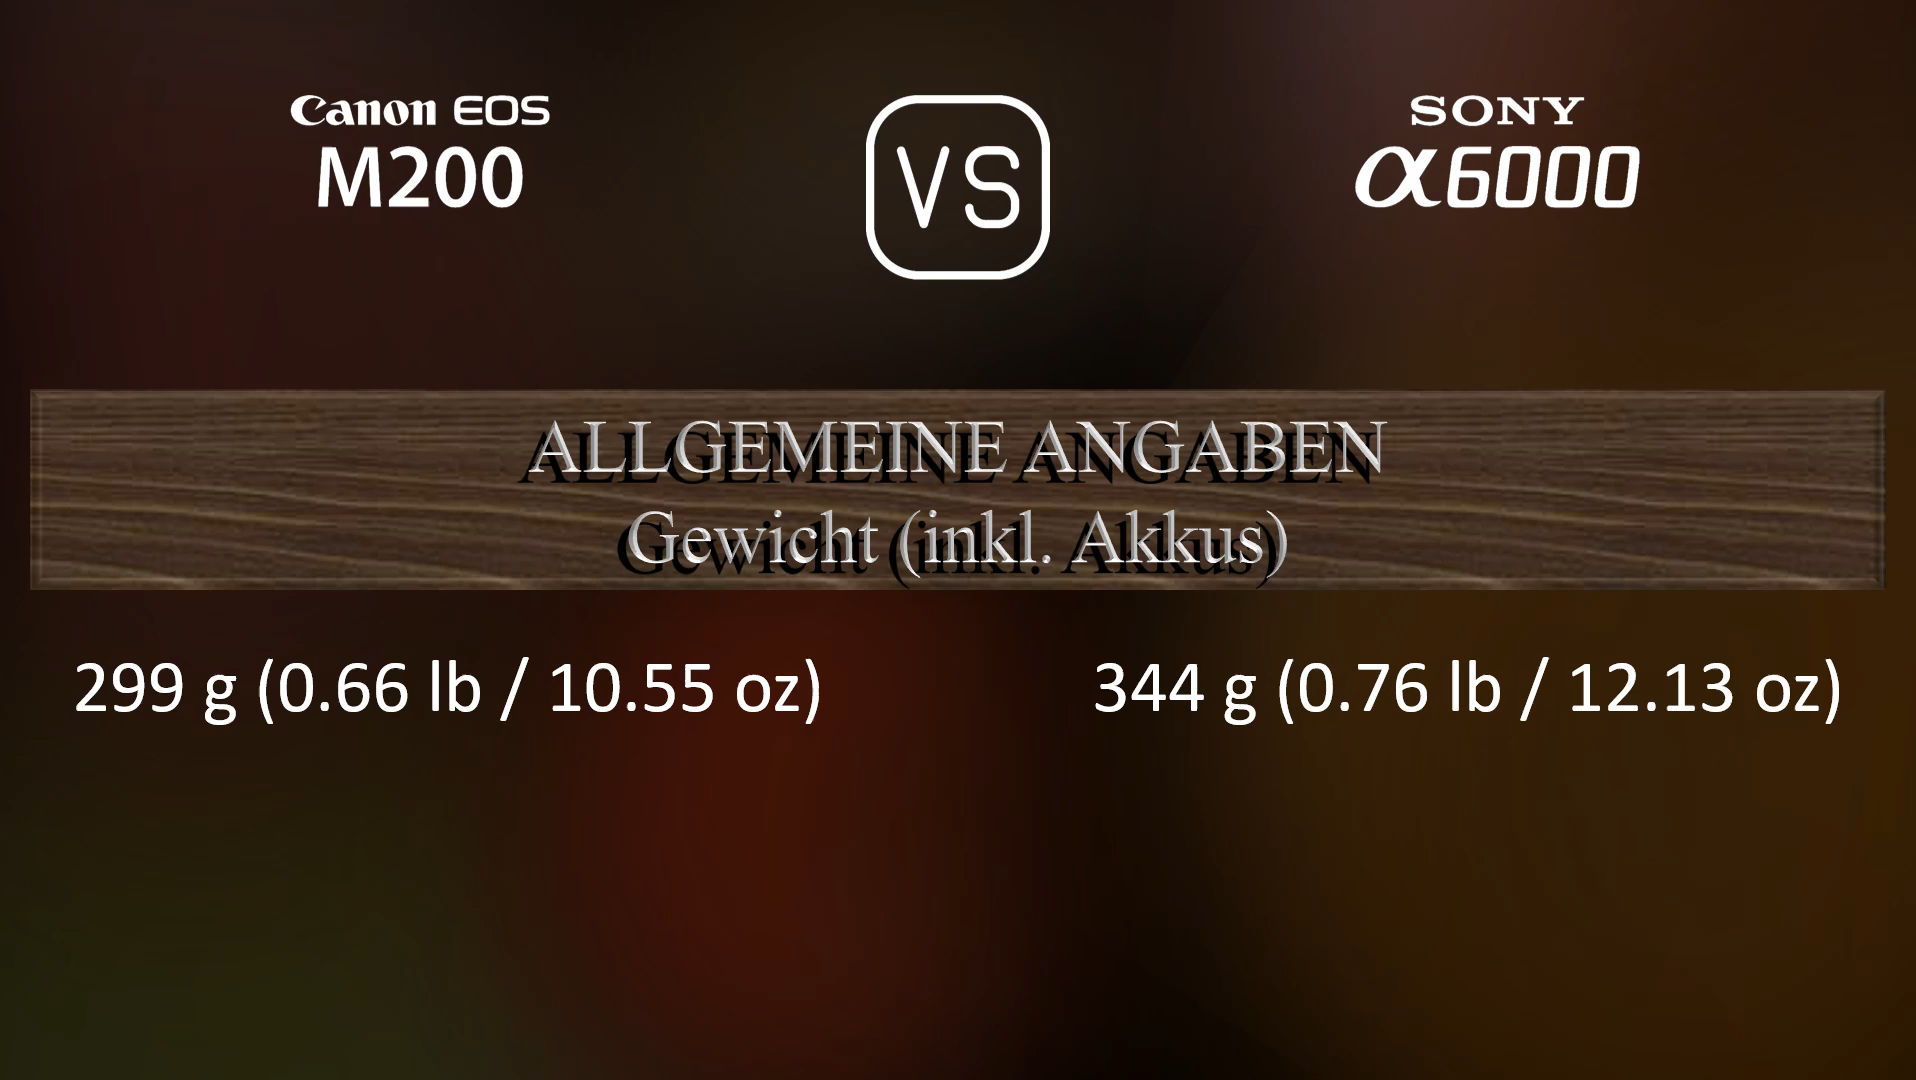 Canon EOS
M200
VS
SONY
α6000
ALLGEMEINE ANGABEN
Gewicht (inkl. Akkus)
299 g (0.66 lb / 10.55 oz)
344 g (0.76 lb / 12.13 oz)